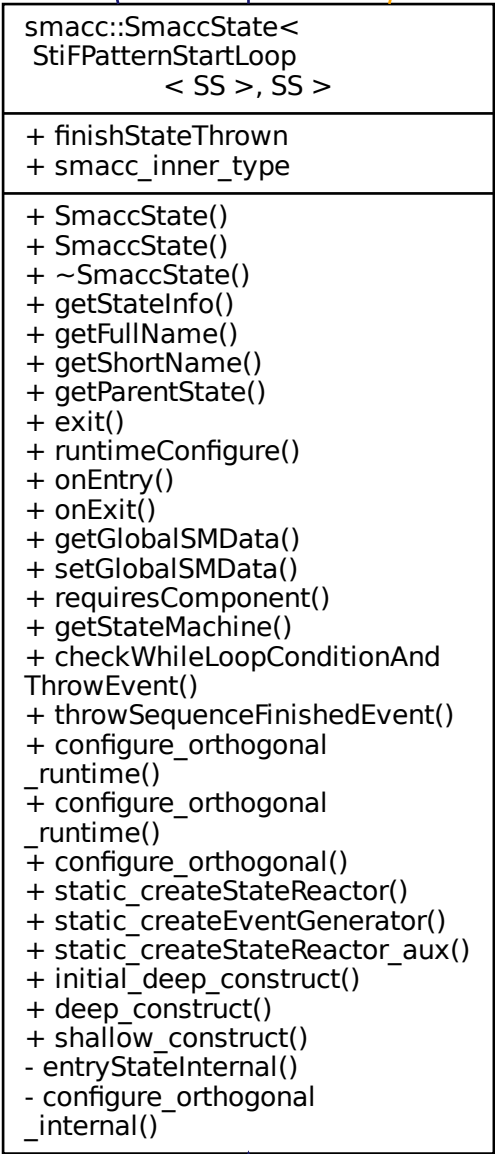 smacc::SmaccState<
StiFPatternStartLoop
< SS >, SS >
+ finishStateThrown
+ smacc_inner_type
+ SmaccState()
+ SmaccState()
+ ~SmaccState()
+ getStateInfo()
+ getFullName()
+ getShortName()
+ getParentState()
+ exit()
+ runtimeConfigure()
+ onEntry()
+ onExit()
+ getGlobalSMData()
+ setGlobalSMData()
+ requiresComponent()
+ getStateMachine()
+ checkWhileLoopConditionAnd
ThrowEvent()
+ throwSequenceFinishedEvent()
+ configure_orthogonal
_runtime()
+ configure_orthogonal
_runtime()
+ configure_orthogonal()
+ static_createStateReactor()
+ static_createEventGenerator()
+ static_createStateReactor_aux()
+ initial_deep_construct()
+ deep_construct()
+ shallow_construct()
- entryStateInternal()
- configure_orthogonal
_internal()